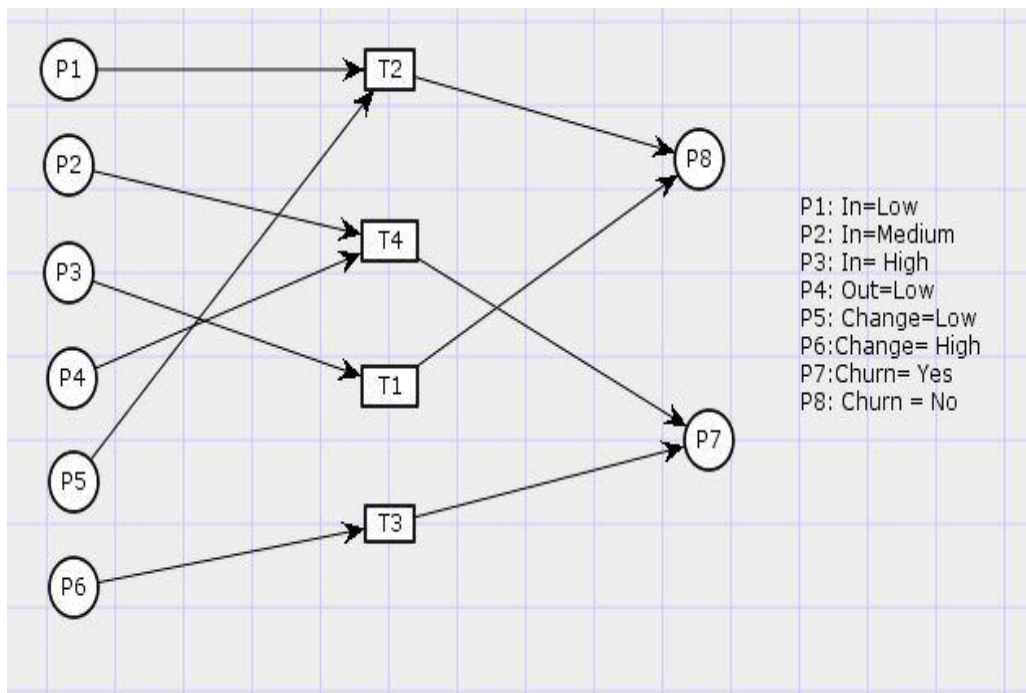 P1
T2
P8
P2
T4
P3
P4
T1
P7
P5
T3
P6
P1: In=Low
P2: In=Medium
P3: In= High
P4: Out=Low
P5: Change=Low
P6:Change= High
P7:Churn= Yes
P8: Churn = No